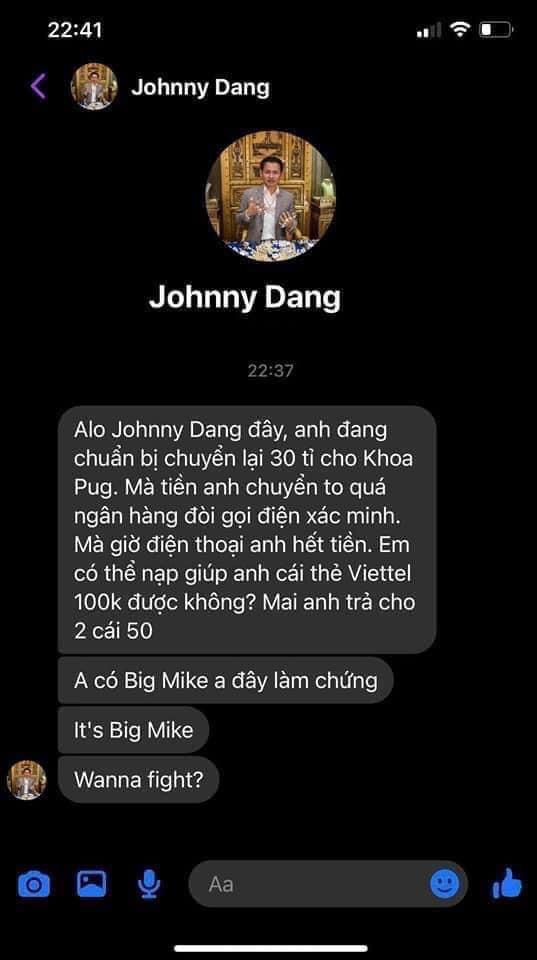 22:41
Johnny Dang
Johnny Dang
22:37
Alo Johnny Dang đây, anh đang
chuẩn bị chuyển lại 30 tỉ cho Khoa
Pug. Mà tiền anh chuyển to quá
ngân hàng đòi gọi điện xác minh.
Mà giờ điện thoại anh hết tiền. Em
có thể nạp giúp anh cái thẻ Viettel
100k được không? Mai anh trả cho
2 cái 50
A có Big Mike a đây làm chứng
It's Big Mike
Wanna fight?
Aa